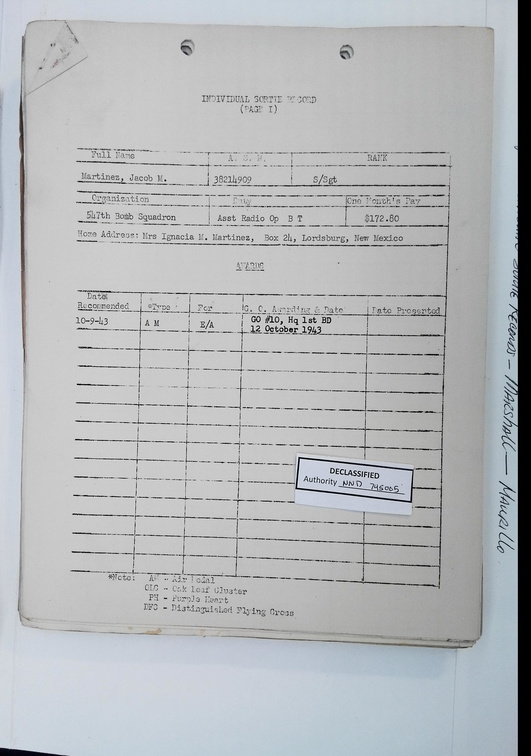 INDIVIDUAL SORTIE RECORD
(PAGE I)
Full Name A. S. N. RANK
Martinez, Jacob M. 38214909 S/Sgt
Organization Duty One Month's Pay
547th Bomb Squadron Asst Radio Op B T $172.80
Home Address: Mrs Ignacia M. Martinez, Box 24, Lordsburg, New Mexico
AWARDS
Date Recommended *Type For G. O. Awarding & Date Date Presented
10-9-43 A M E/A GO #10, Hq 1st BD
12 October 1943
DECLASSIFIED
Authority NND 745005
*Note: AM - Air Medal
OLC - Oak Leaf Cluster
PH - Purple Heart
DFC - Distinguished Flying Cross
Records - Marshall - Maurillo